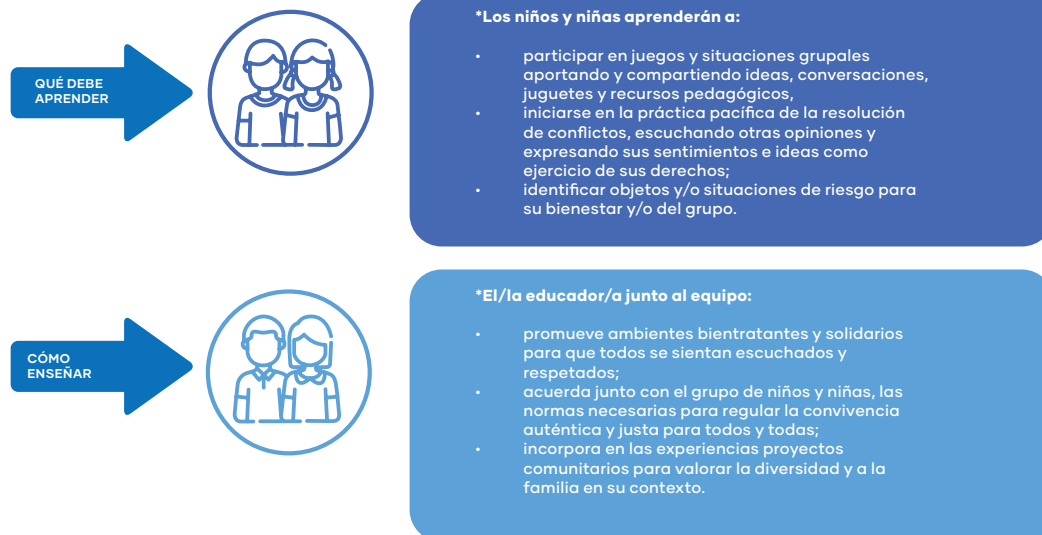 QUÉ DEBE
APRENDER
*Los niños y niñas aprenderán a:
• participar en juegos y situaciones grupales
aportando y compartiendo ideas, conversaciones,
juguetes y recursos pedagógicos,
• iniciarse en la práctica pacífica de la resolución
de conflictos, escuchando otras opiniones y
expresando sus sentimientos e ideas como
ejercicio de sus derechos;
• identificar objetos y/o situaciones de riesgo para
su bienestar y/o del grupo.
CÓMO
ENSEÑAR
*El/la educador/a junto al equipo:
• promueve ambientes bientratantes y solidarios
para que todos se sientan escuchados y
respetados;
• acuerda junto con el grupo de niños y niñas, las
normas necesarias para regular la convivencia
auténtica y justa para todos y todas;
• incorpora en las experiencias proyectos
comunitarios para valorar la diversidad y a la
familia en su contexto.